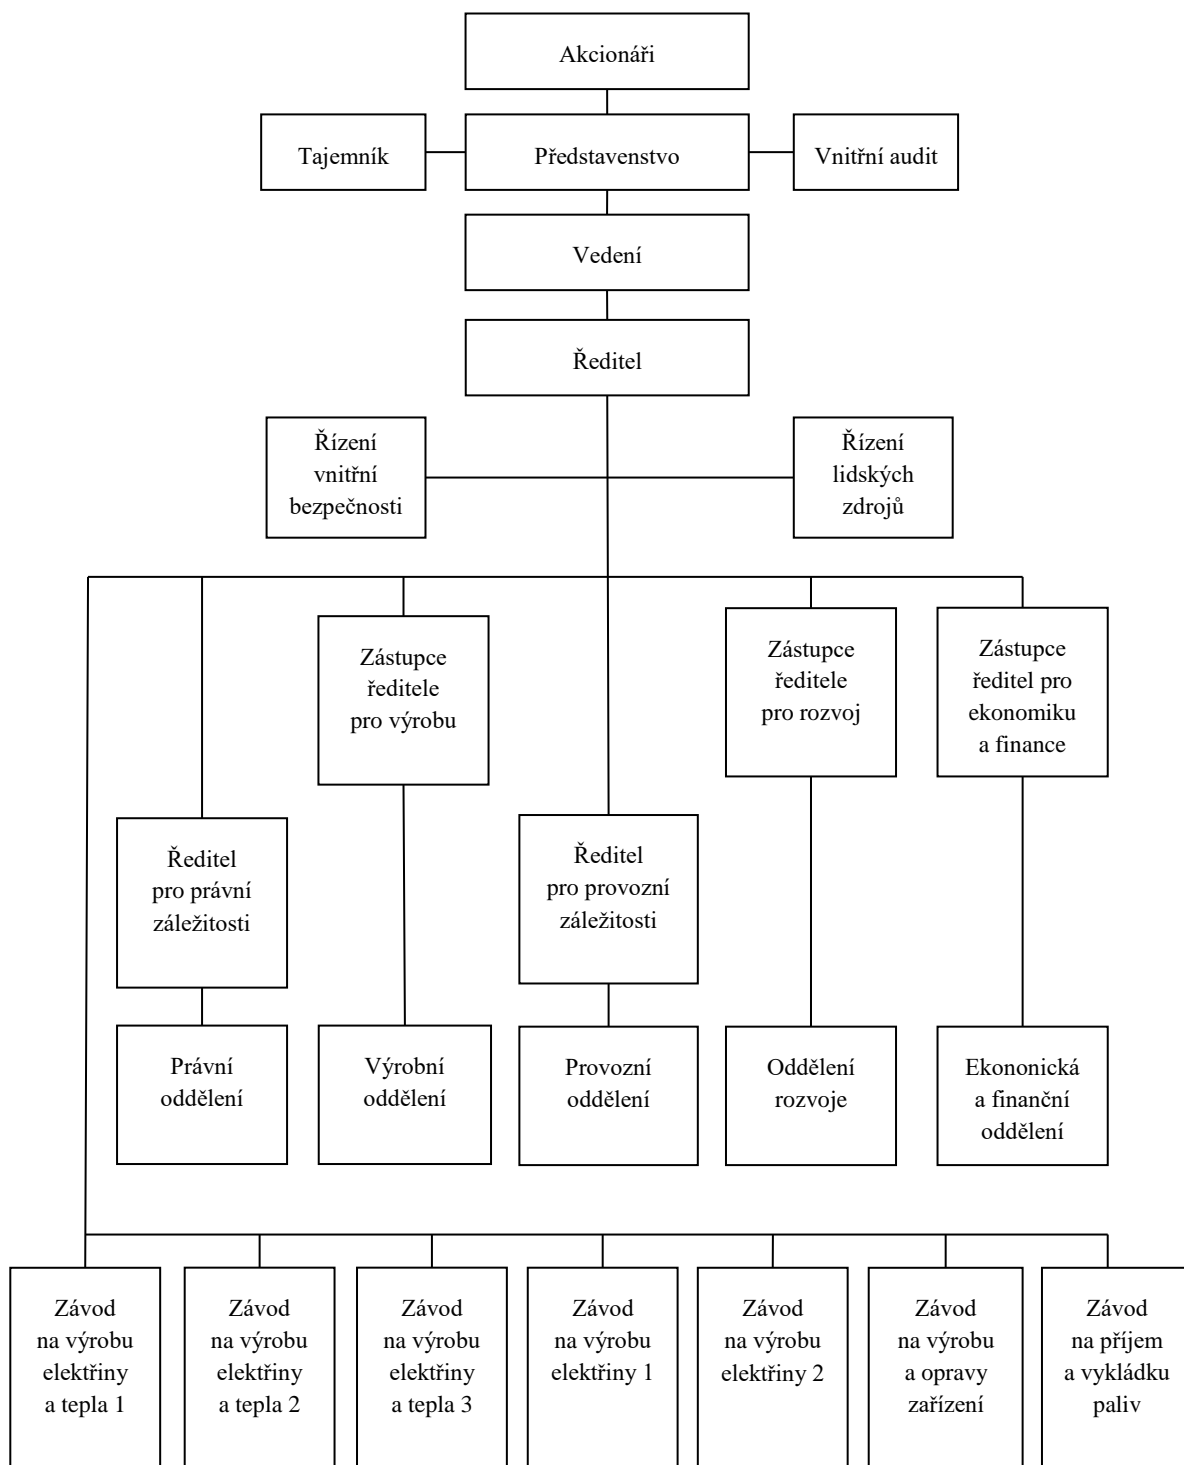 Akcionáři
Tajemník
Představenstvo
Vnitřní audit
Vedení
Ředitel
Řízení
vnitřní
bezpečnosti
Řízení
lidských
zdrojů
Zástupce
ředitele
pro výrobu
Zástupce
ředitele
pro rozvoj
Zástupce
ředitel pro
ekonomiku
a finance
Ředitel
pro právní
záležitosti
Ředitel
pro provozní
záležitosti
Právní
oddělení
Výrobní
oddělení
Provozní
oddělení
Oddělení
rozvoje
Ekononická
a finanční
oddělení
Závod
na výrobu
elektřiny
a tepla 1
Závod
na výrobu
elektřiny
a tepla 2
Závod
na výrobu
elektřiny
a tepla 3
Závod
na výrobu
elektřiny 1
Závod
na výrobu
elektřiny 2
Závod
na výrobu
a opravy
zařízení
Závod
na příjem
a vykládku
paliv